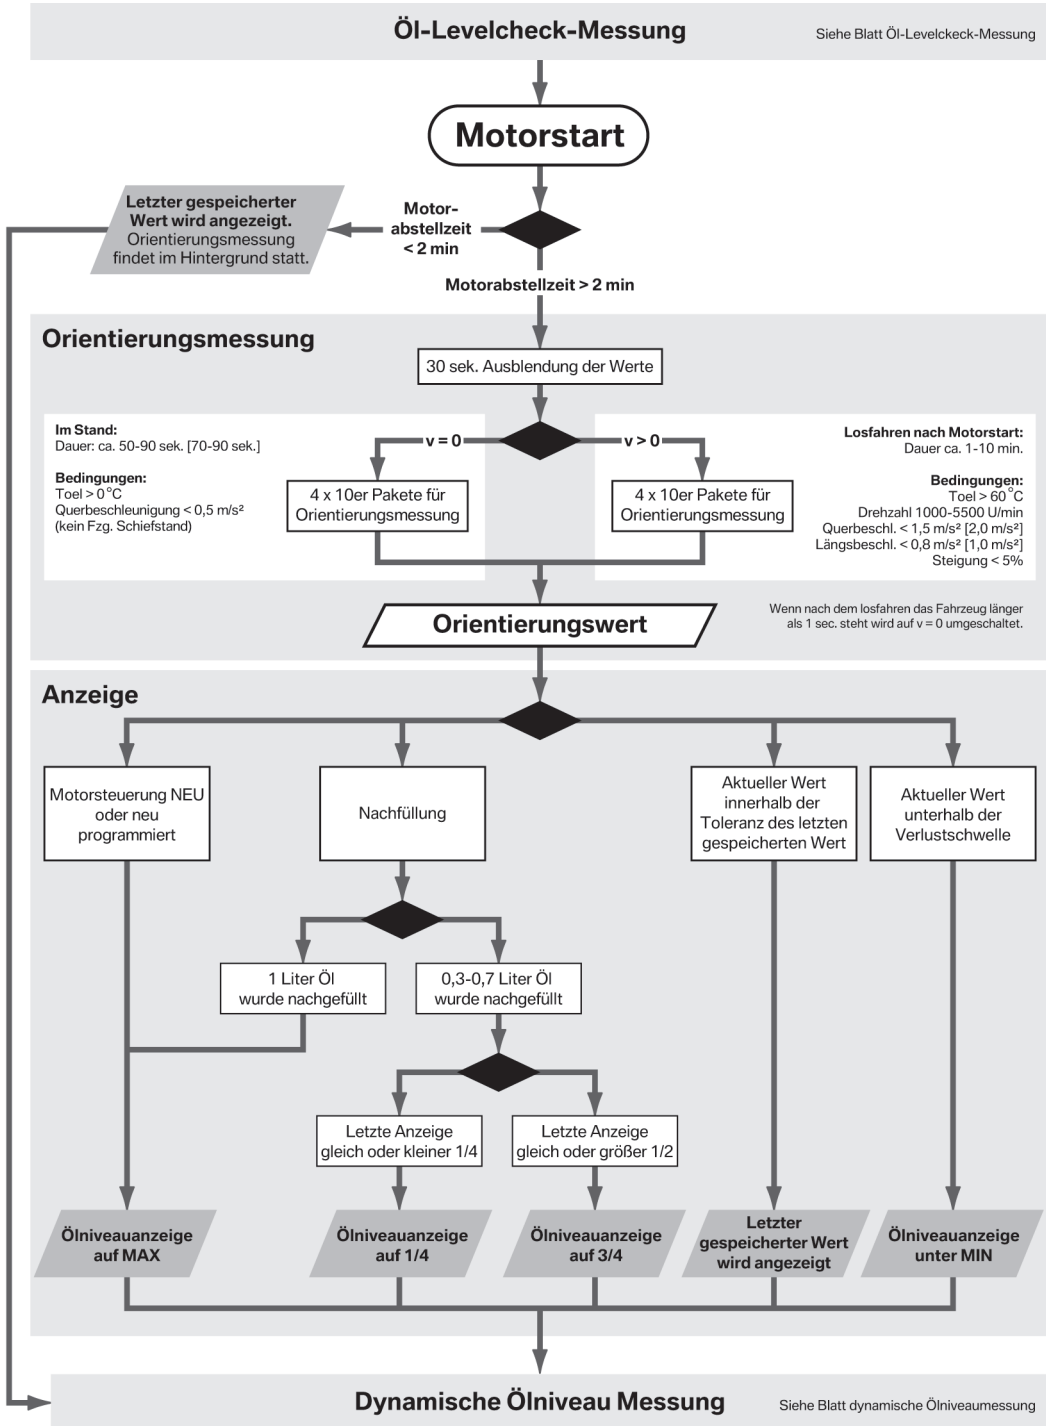 Öl-Levelcheck-Messung
Siehe Blatt Öl-Levelckeck-Messung
Motorstart
Letzter gespeicherter
Wert wird angezeigt.
Orientierungsmessung
findet im Hintergrund statt.
Motor-
abstellzeit
< 2 min
Motorabstellzeit > 2 min
Orientierungsmessung
30 sek. Ausblendung der Werte
Im Stand:
Dauer: ca. 50-90 sek. [70-90 sek.]
Bedingungen:
Toel > 0°C
Querbeschleunigung < 0,5 m/s²
(kein Fzg. Schiefstand)
v = 0
v > 0
4 x 10er Pakete für
Orientierungsmessung
4 x 10er Pakete für
Orientierungsmessung
Losfahren nach Motorstart:
Dauer ca. 1-10 min.
Bedingungen:
Toel > 60°C
Drehzahl 1000-5500 U/min
Querbeschl. < 1,5 m/s² [2,0 m/s²]
Längsbeschl. < 0,8 m/s² [1,0 m/s²]
Steigung < 5%
Orientierungswert
Wenn nach dem losfahren das Fahrzeug länger
als 1 sec. steht wird auf v = 0 umgeschaltet.
Anzeige
Motorsteuerung NEU
oder neu
programmiert
Nachfüllung
Aktueller Wert
innerhalb der
Toleranz des letzten
gespeicherten Wert
Aktueller Wert
unterhalb der
Verlustschwelle
1 Liter Öl
wurde nachgefüllt
0,3-0,7 Liter Öl
wurde nachgefüllt
Letzte Anzeige
gleich oder kleiner 1/4
Letzte Anzeige
gleich oder größer 1/2
Ölniveauanzeige
auf MAX
Ölniveauanzeige
auf 1/4
Ölniveauanzeige
auf 3/4
Letzter
gespeicherter Wert
wird angezeigt
Ölniveauanzeige
unter MIN
Dynamische Ölniveau Messung
Siehe Blatt dynamische Ölniveaumessung